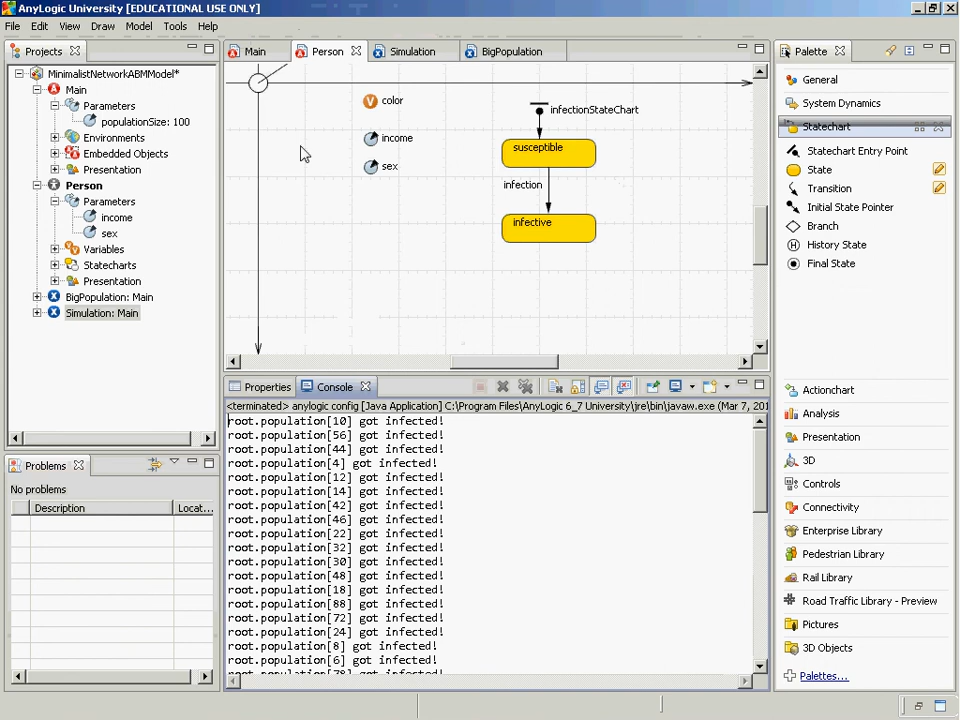 AnyLogic University [EDUCATIONAL USE ONLY]
File Edit View Draw Model Tools Help
Projects
MinimalistNetworkABMModel*
Main
Parameters
populationSize: 100
Environments
Embedded Objects
Presentation
Person
Parameters
income
sex
Variables
Statecharts
Presentation
BigPopulation: Main
Simulation: Main
Problems
No problems
Description Locat...
Main Person Simulation BigPopulation
color
income
sex
infectionStateChart
susceptible
infection
infective
Properties Console
<terminated> anylogic config [Java Application] C:\Program Files\AnyLogic 6_7 University\jre\bin\javaw.exe (Mar 7, 201
root.population[10] got infected!
root.population[56] got infected!
root.population[44] got infected!
root.population[4] got infected!
root.population[12] got infected!
root.population[14] got infected!
root.population[42] got infected!
root.population[46] got infected!
root.population[22] got infected!
root.population[32] got infected!
root.population[30] got infected!
root.population[48] got infected!
root.population[18] got infected!
root.population[88] got infected!
root.population[72] got infected!
root.population[24] got infected!
root.population[8] got infected!
root.population[6] got infected!
root.population[78] got infected!
Palette
General
System Dynamics
Statechart
Statechart Entry Point
State
Transition
Initial State Pointer
Branch
History State
Final State
Actionchart
Analysis
Presentation
3D
Controls
Connectivity
Enterprise Library
Pedestrian Library
Rail Library
Road Traffic Library - Preview
Pictures
3D Objects
Palettes...